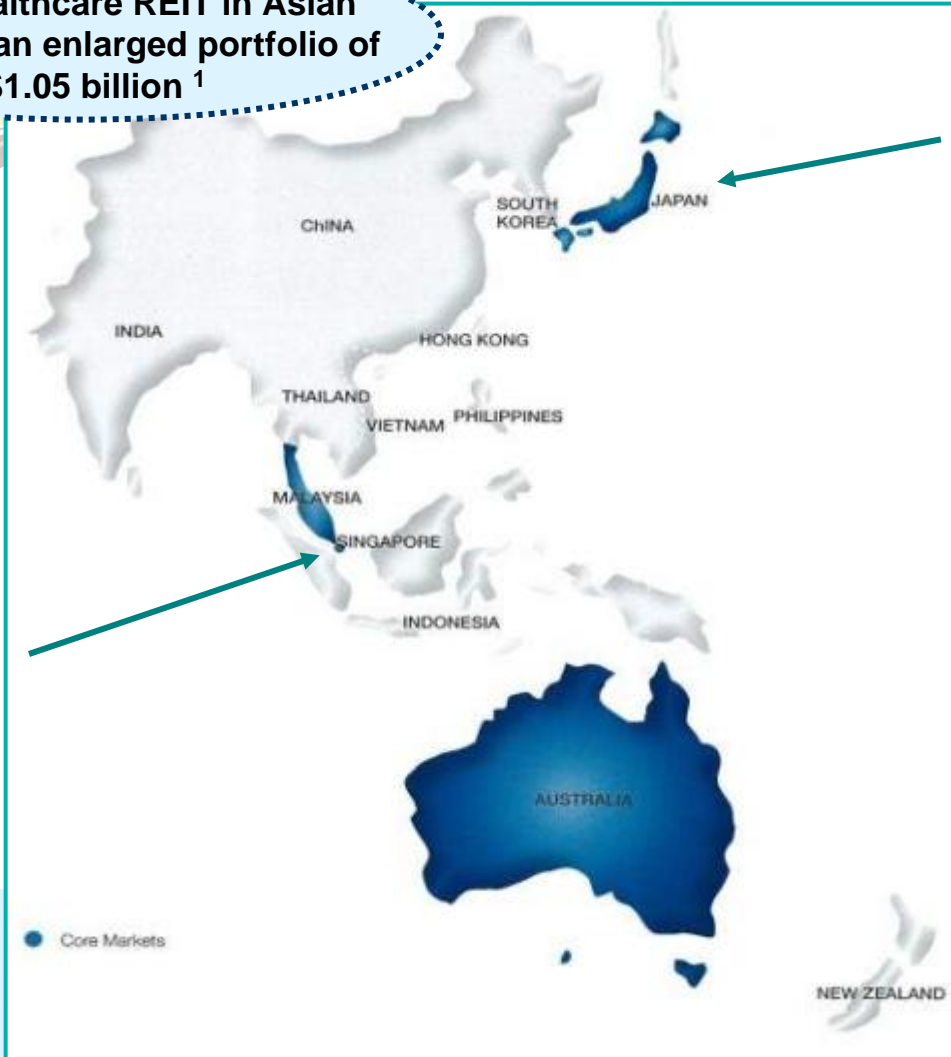 althcare REIT in Asian
an enlarged portfolio of
1.05 billion 1
SOUTH
KOREA
JAPAN
ChINA
INDIA
HONG KONG
THAILAND
VIETNAM
PHILIPPINES
MALAYSIA
SINGAPORE
INDONESIA
AUSTRALIA
Core Markets
NEW ZEALAND